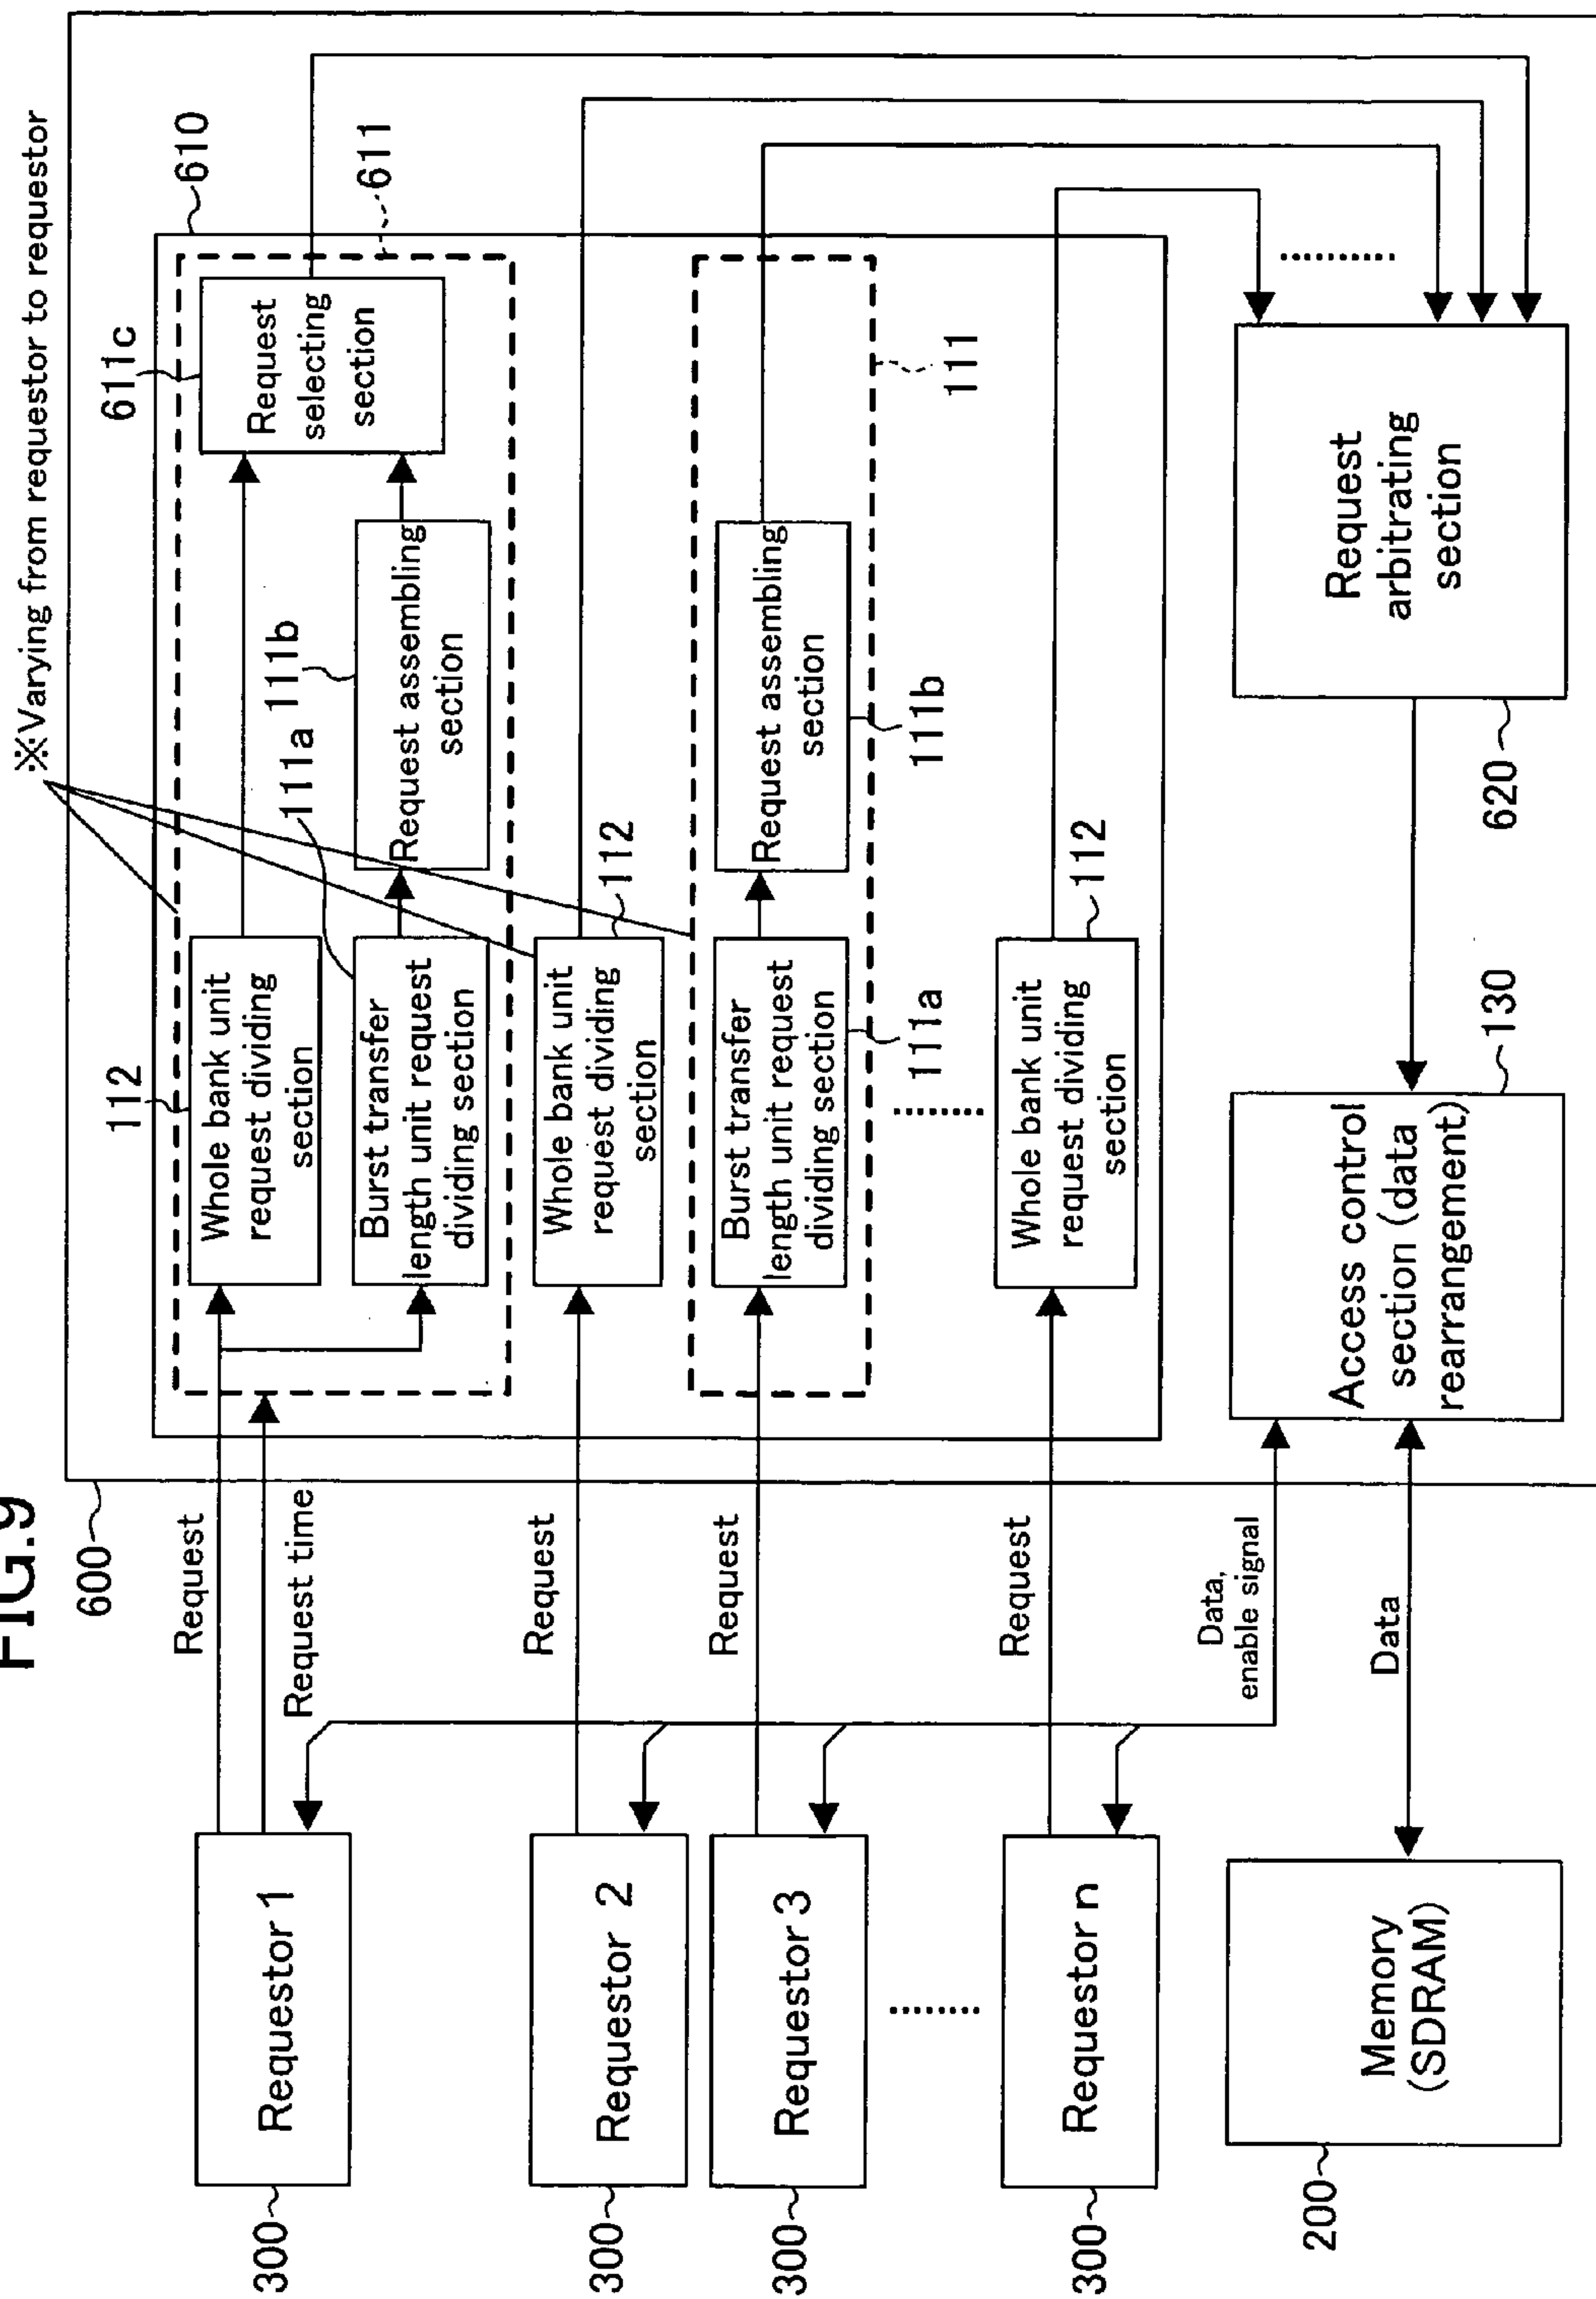 FIG.9
※Varying from requestor to requestor
600
610
611
611c
Request
selecting
section
112
Whole bank unit
request dividing
section
111a
111b
Burst transfer
length unit request
dividing section
Request assembling
section
Request
Request time
Requestor 1
300
Whole bank unit
request dividing
section
112
Request
Requestor 2
300
111
Burst transfer
length unit request
dividing section
111a
Request assembling
section
111b
Request
Requestor 3
300
Whole bank unit
request dividing
section
112
Request
Requestor n
300
Data,
enable signal
Data
Memory
(SDRAM)
200
Access control
section (data
rearrangement)
130
Request
arbitrating
section
620